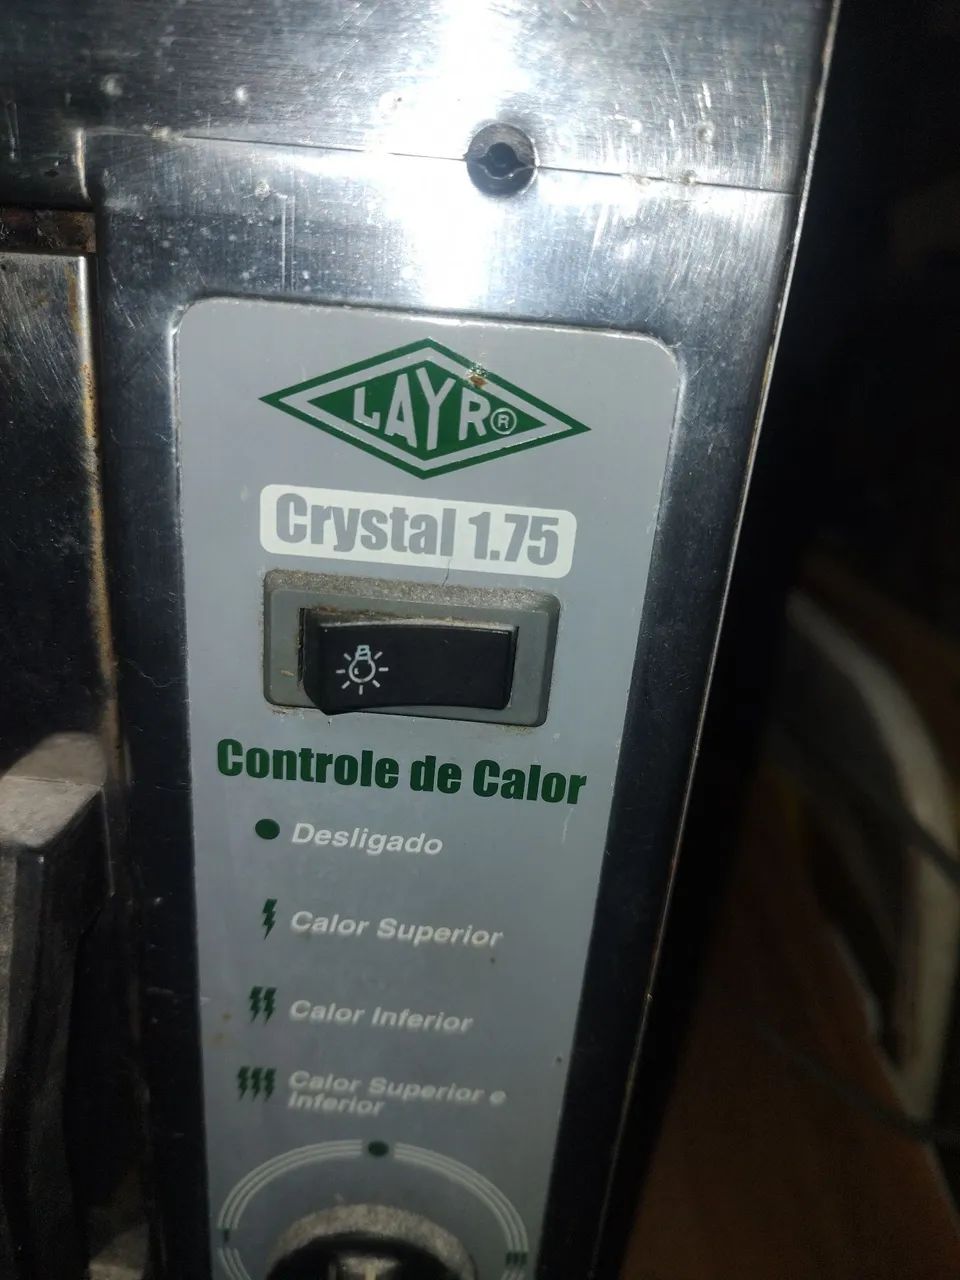 LAYR®
Crystal 1.75
Controle de Calor
Desligado
Calor Superior
Calor Inferior
Calor Superior e
Inferior